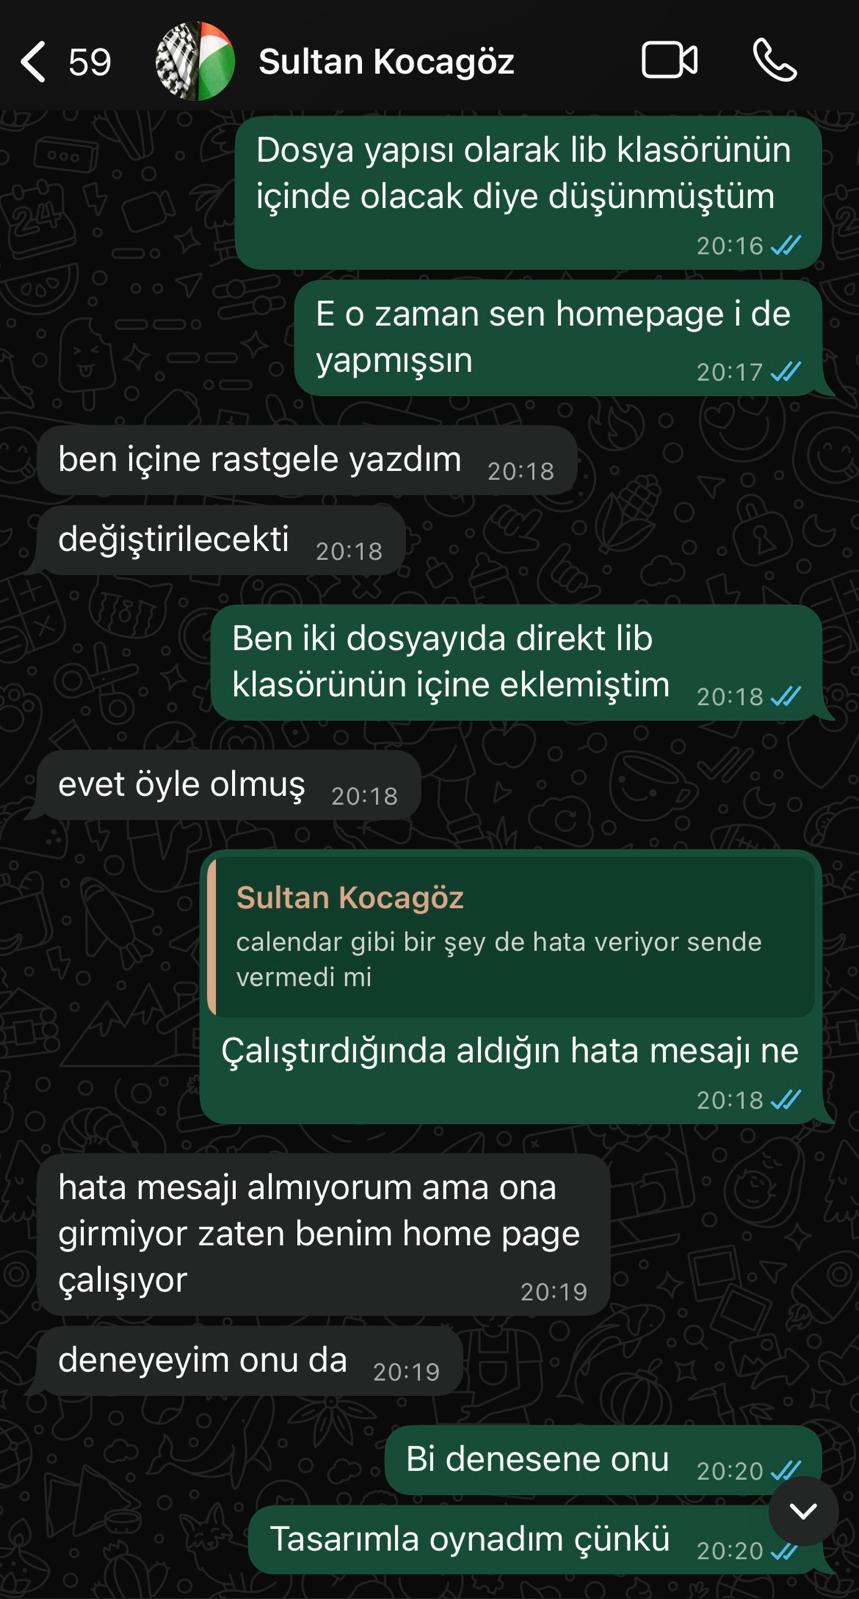 59
Sultan Kocagöz
Dosya yapısı olarak lib klasörünün
içinde olacak diye düşünmüştüm
20:16
E o zaman sen homepage i de
yapmışsın
20:17
ben içine rastgele yazdım
20:18
değiştirilecekti
20:18
Ben iki dosyayıda direkt lib
klasörünün içine eklemiştim
20:18
evet öyle olmuş
20:18
Sultan Kocagöz
calendar gibi bir şey de hata veriyor sende
vermedi mi
Çalıştırdığında aldığın hata mesajı ne
20:18
hata mesajı almıyorum ama ona
girmiyor zaten benim home page
çalışıyor
20:19
deneyeyim onu da
20:19
Bi denesene onu
20:20
Tasarımla oynadım çünkü
20:20